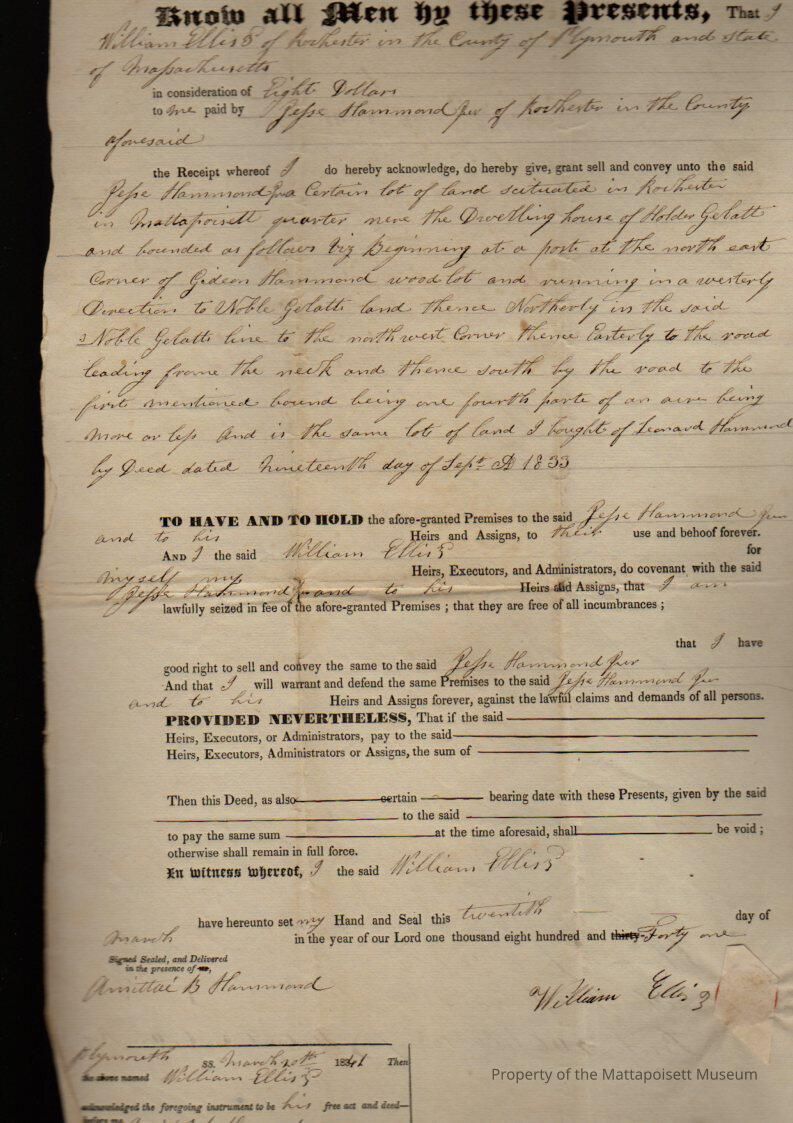 Know all Men by these Presents, That I
William Ellis 3d of Rochester in the County of Plymouth and State
of Massachusetts
in consideration of Eight Dollars
to me paid by Jesse Hammond Jur of Rochester in the County
aforesaid
the Receipt whereof I do hereby acknowledge, do hereby give, grant sell and convey unto the said
Jesse Hammond Jur a Certain lot of land scituated in Rochester
in Mattapoisett quarter nere the Dwelling house of Holder Gelatt
and bounded as follows viz Beginning at a poste at the north east
Corner of Gideon Hammond wood lot and running in a westerly
Direction to Noble Gelatts land thence Northerly in the said
Noble Gelatts line to the north west Corner thence Easterly to the road
leading frome the neck and thence south by the road to the
first mentioned bound being one fourth parte of an acre being
more or less And is the same lote of land I bought of Leonard Hammond
by Deed dated Nineteenth day of Sept AD 1833
TO HAVE AND TO HOLD the afore-granted Premises to the said Jesse Hammond Jur
and to his Heirs and Assigns, to their use and behoof forever.
AND I the said William Ellis 3 for
myself my Heirs, Executors, and Administrators, do covenant with the said
Jesse Hammond Jr and to his Heirs and Assigns, that I am
lawfully seized in fee of the afore-granted Premises ; that they are free of all incumbrances ;
that I have
good right to sell and convey the same to the said Jesse Hammond Jur
And that I will warrant and defend the same Premises to the said Jesse Hammond Jur
and to his Heirs and Assigns forever, against the lawful claims and demands of all persons.
PROVIDED NEVERTHELESS, That if the said
Heirs, Executors, or Administrators, pay to the said
Heirs, Executors, Administrators or Assigns, the sum of
Then this Deed, as also certain bearing date with these Presents, given by the said
to the said
to pay the same sum at the time aforesaid, shall be void ;
otherwise shall remain in full force.
In witness whereof, I the said William Ellis 3
have hereunto set my Hand and Seal this twentieth day of
March in the year of our Lord one thousand eight hundred and thirty Forty one
Signed Sealed, and Delivered
in the presence of us,
Amittai B Hammond
William Ellis 3
Plymouth SS. March 20th 1841 Then
the above named William Ellis 3
acknowledged the foregoing instrument to be his free act and deed—
before me
Property of the Mattapoisett Museum